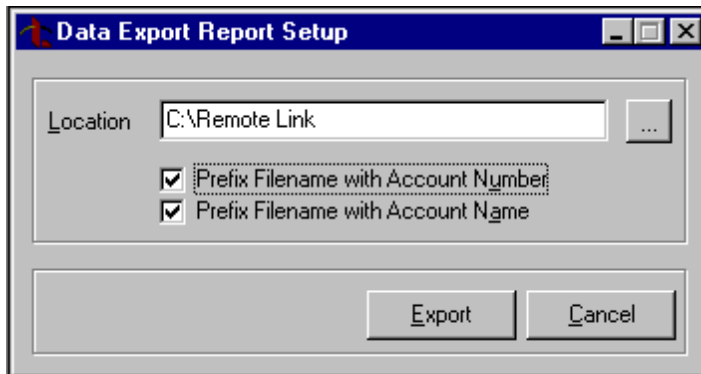 Data Export Report Setup
Location C:\Remote Link ...
Prefix Filename with Account Number
Prefix Filename with Account Name
Export Cancel